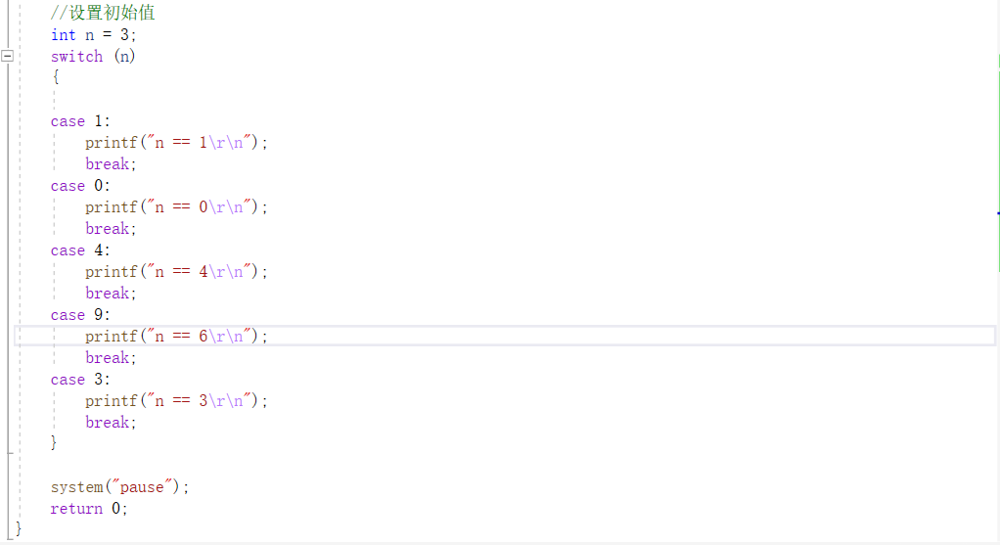 //设置初始值
int n = 3;
switch (n)
{
case 1:
printf("n == 1\r\n");
break;
case 0:
printf("n == 0\r\n");
break;
case 4:
printf("n == 4\r\n");
break;
case 9:
printf("n == 6\r\n");
break;
case 3:
printf("n == 3\r\n");
break;
}
system("pause");
return 0;
}